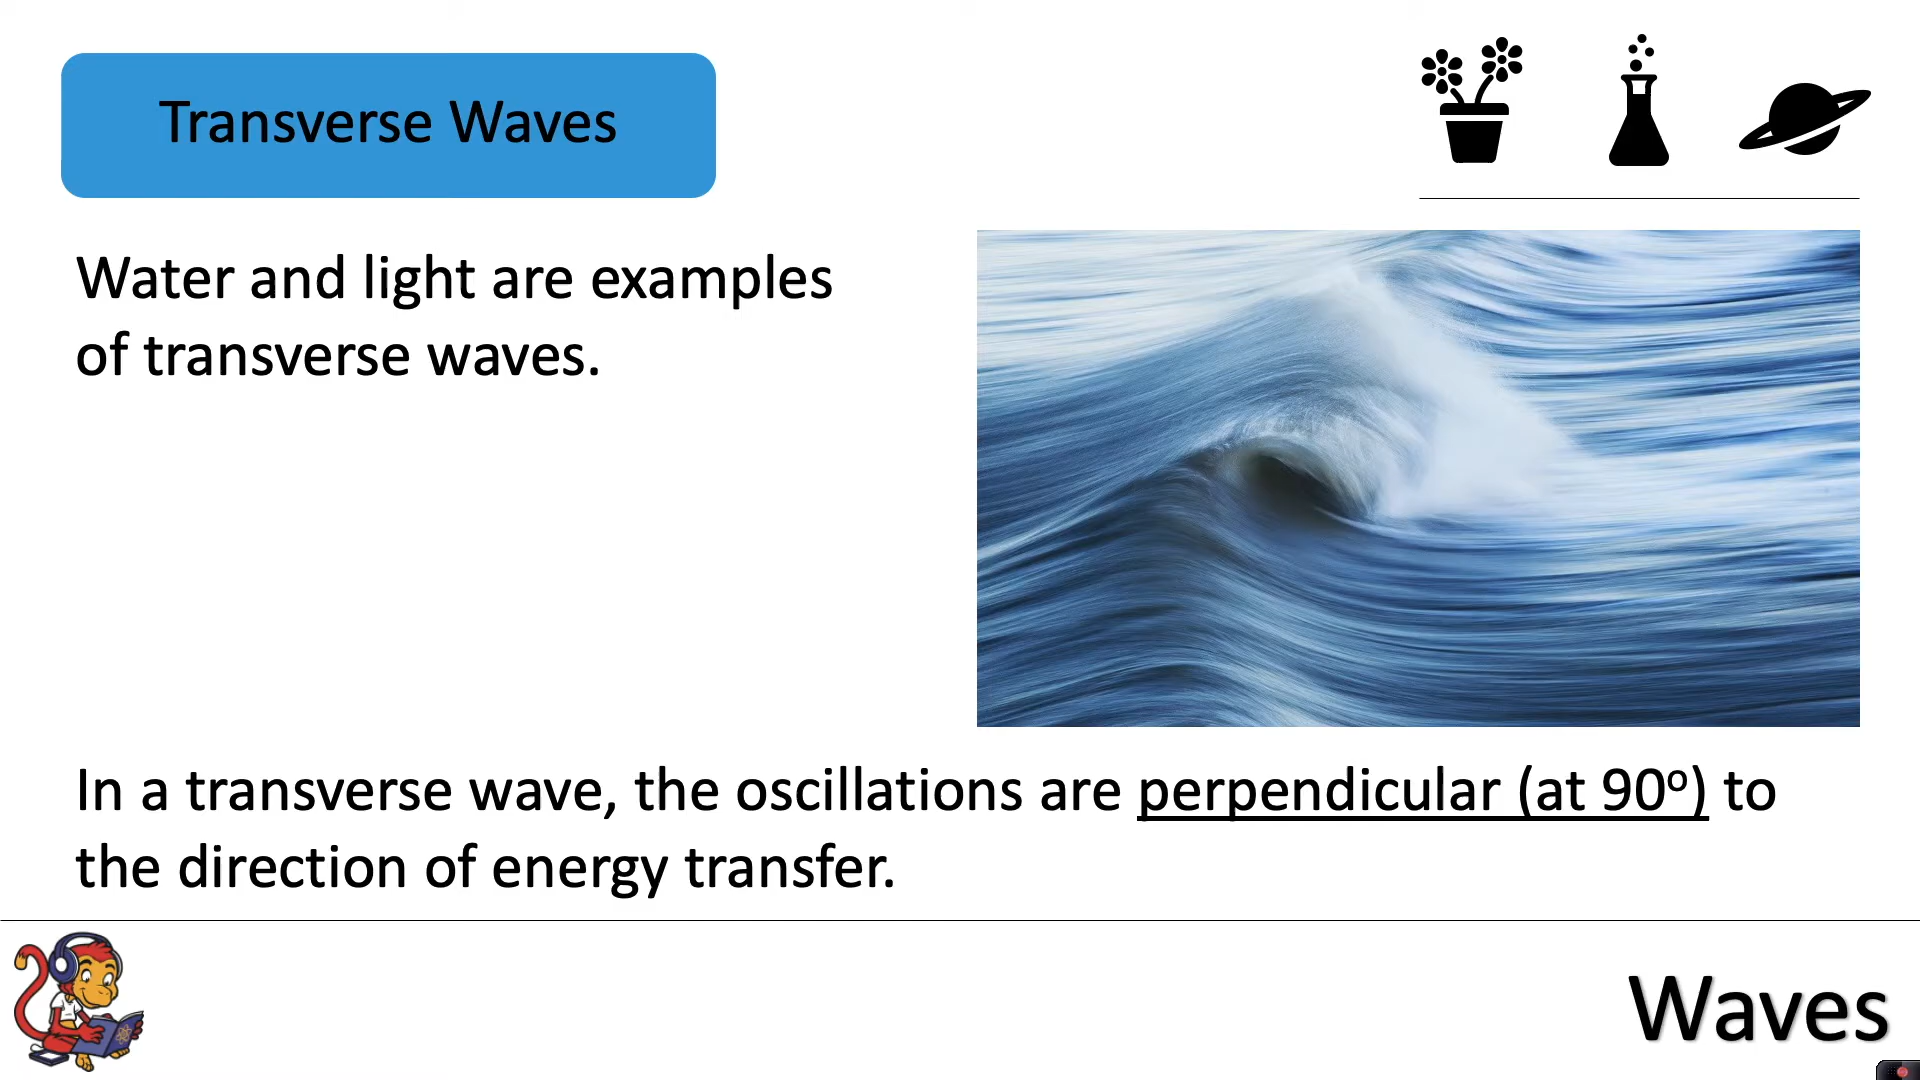 Transverse Waves
Water and light are examples
of transverse waves.
In a transverse wave, the oscillations are perpendicular (at 90º) to
the direction of energy transfer.
Waves